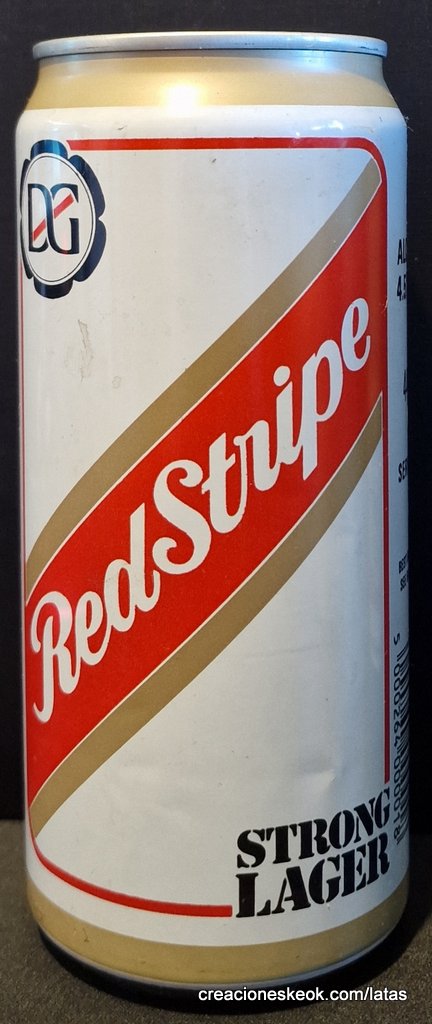 DG
Red Stripe
STRONG
LAGER
creacioneskeok.com/latas